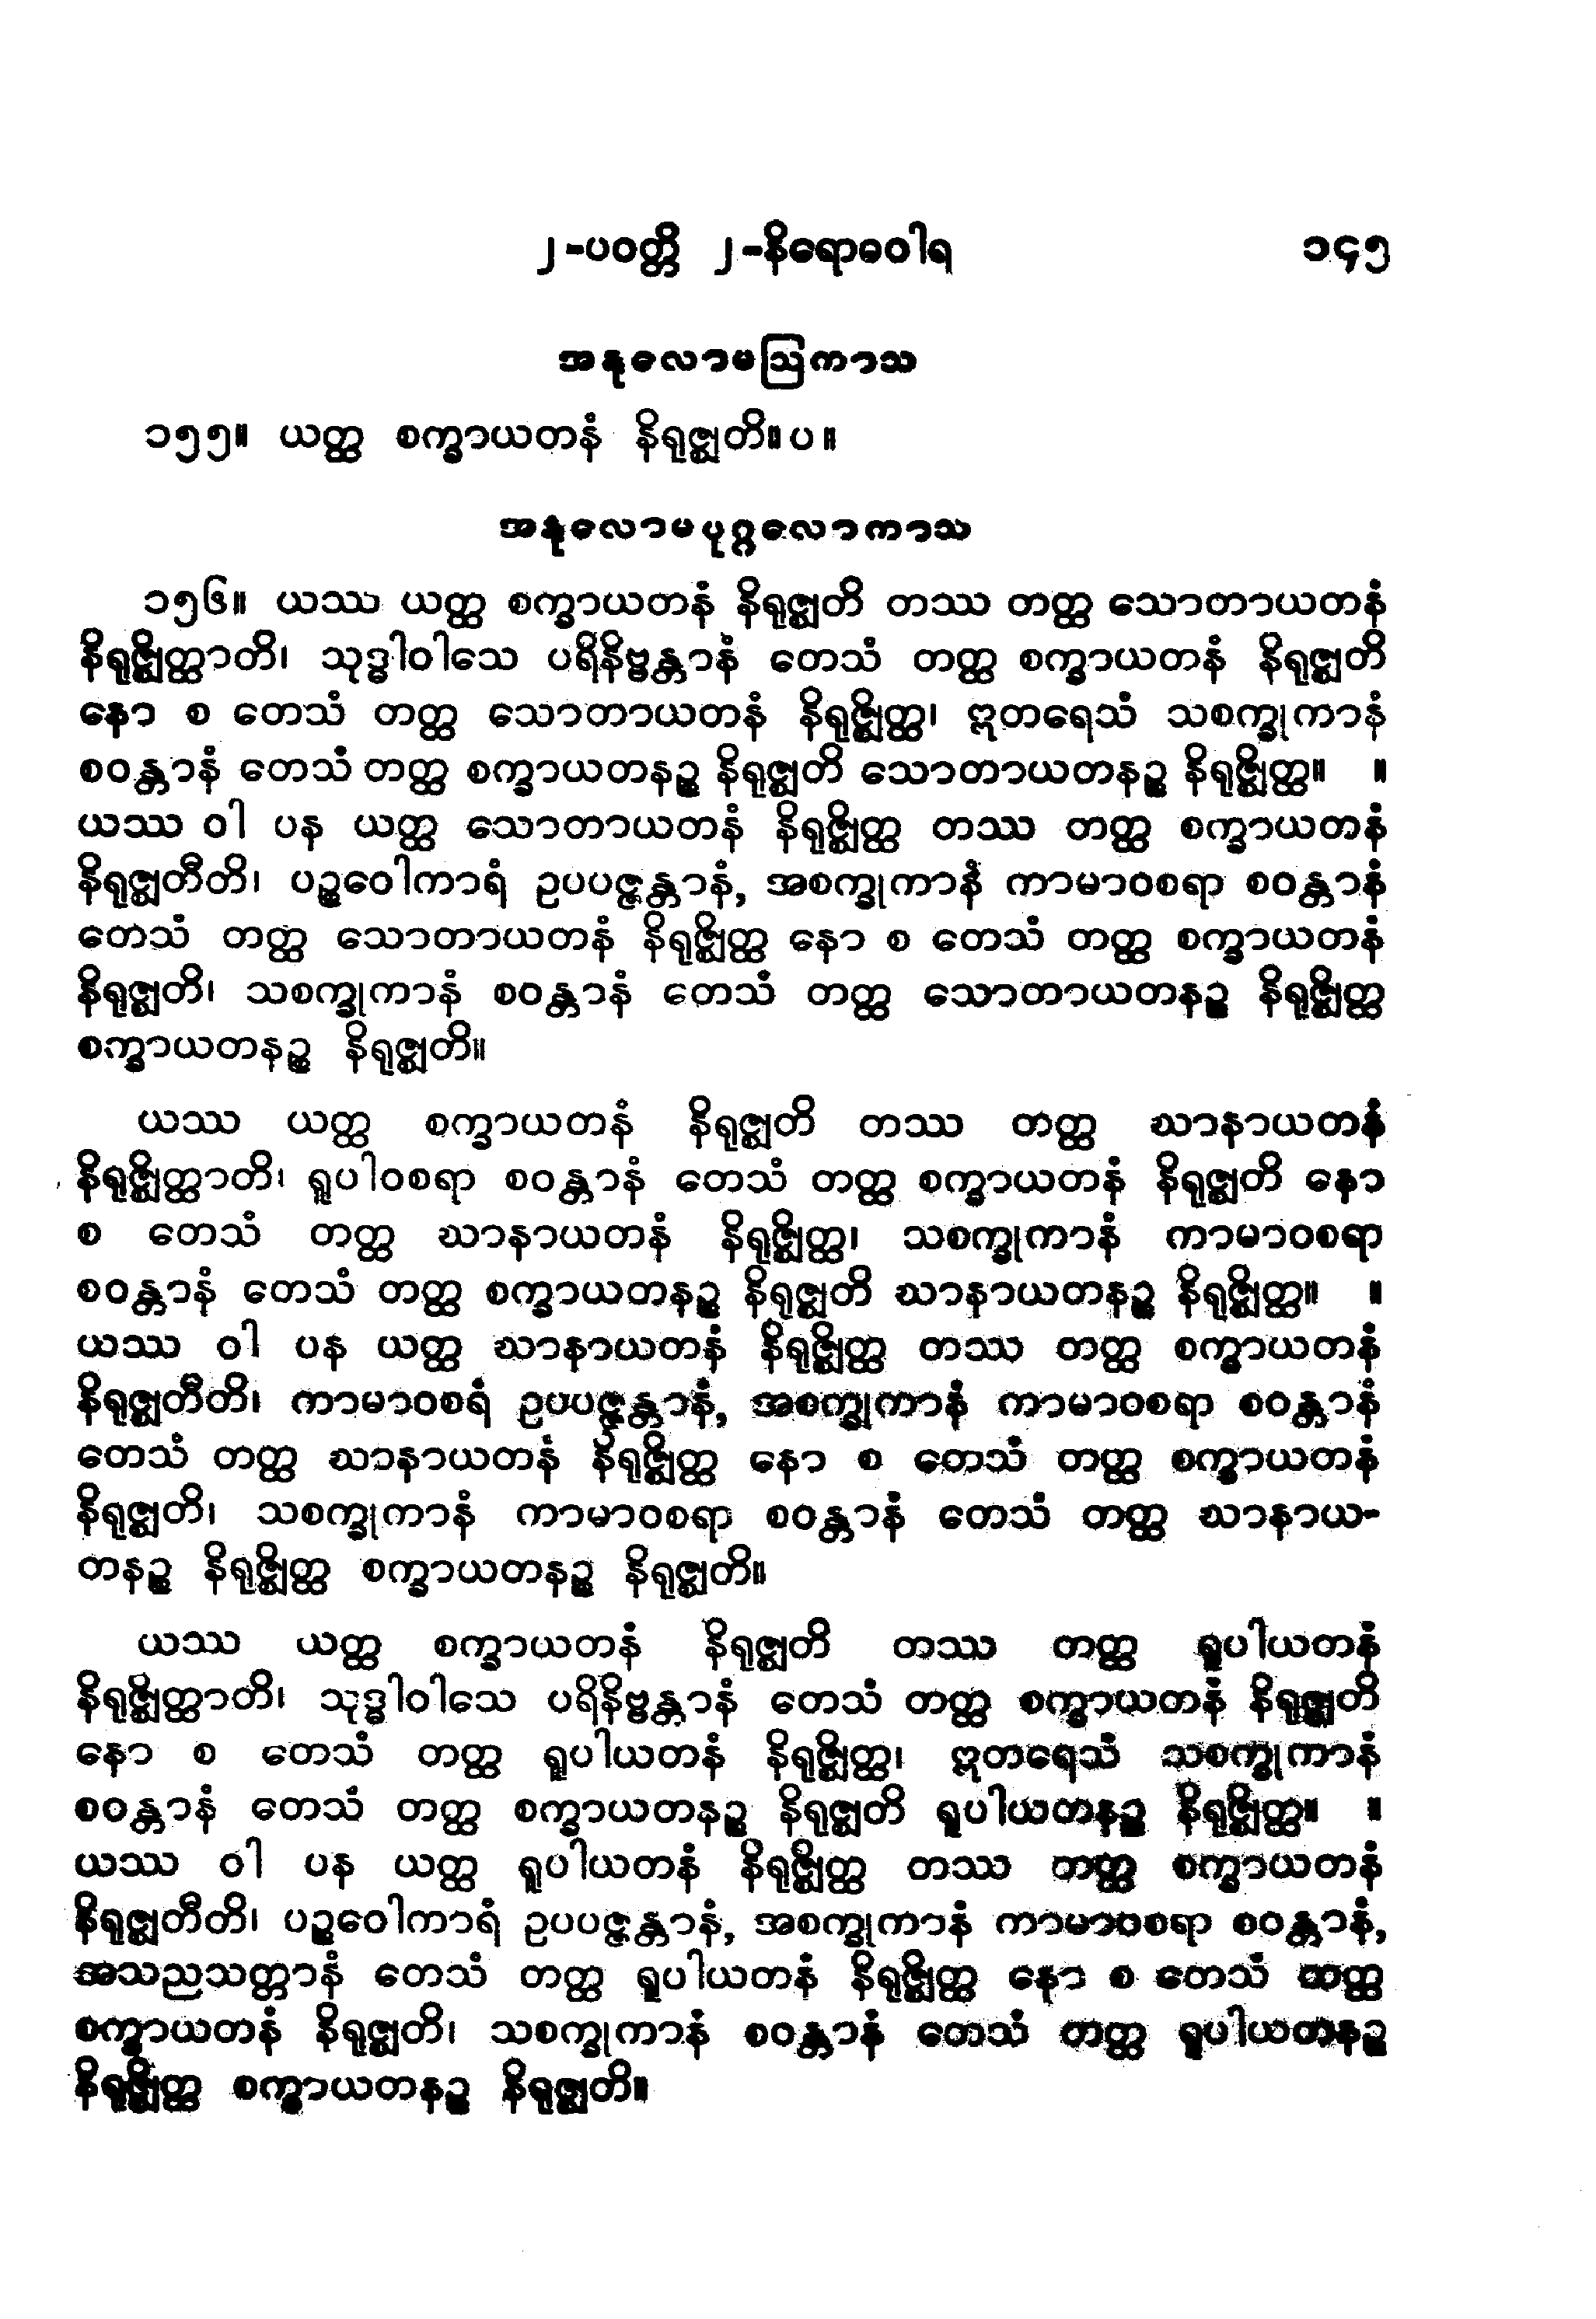 ၂-ပဝတ္တိ ၂-နိရောဓဝါရ ၁၄၅
အနုလောမဩကာသ
၁၅၅။ ယတ္ထ စက္ခာယတနံ နိရုဇ္ဈတိ။ပ။
အနုလောမပုဂ္ဂလောကာသ
၁၅၆။ ယဿ ယတ္ထ စက္ခာယတနံ နိရုဇ္ဈတိ တဿ တတ္ထ သောတာယတနံ
နိရုဇ္ဈိတ္ထာတိ၊ သုဒ္ဓါဝါသေ ပရိနိဗ္ဗန္တာနံ တေသံ တတ္ထ စက္ခာယတနံ နိရုဇ္ဈတိ
နော စ တေသံ တတ္ထ သောတာယတနံ နိရုဇ္ဈိတ္ထ၊ ဣတရေသံ သစက္ခုကာနံ
စဝန္တာနံ တေသံ တတ္ထ စက္ခာယတနဉ္စ နိရုဇ္ဈတိ သောတာယတနဉ္စ နိရုဇ္ဈိတ္ထ။ ။
ယဿ ဝါ ပန ယတ္ထ သောတာယတနံ နိရုဇ္ဈိတ္ထ တဿ တတ္ထ စက္ခာယတနံ
နိရုဇ္ဈတီတိ၊ ပဉ္စဝေါကာရံ ဥပပဇ္ဇန္တာနံ, အစက္ခုကာနံ ကာမာဝစရာ စဝန္တာနံ
တေသံ တတ္ထ သောတာယတနံ နိရုဇ္ဈိတ္ထ နော စ တေသံ တတ္ထ စက္ခာယတနံ
နိရုဇ္ဈတိ၊ သစက္ခုကာနံ စဝန္တာနံ တေသံ တတ္ထ သောတာယတနဉ္စ နိရုဇ္ဈိတ္ထ
စက္ခာယတနဉ္စ နိရုဇ္ဈတိ။
ယဿ ယတ္ထ စက္ခာယတနံ နိရုဇ္ဈတိ တဿ တတ္ထ ဃာနာယတနံ
နိရုဇ္ဈိတ္ထာတိ၊ ရူပါဝစရာ စဝန္တာနံ တေသံ တတ္ထ စက္ခာယတနံ နိရုဇ္ဈတိ နော
စ တေသံ တတ္ထ ဃာနာယတနံ နိရုဇ္ဈိတ္ထ၊ သစက္ခုကာနံ ကာမာဝစရာ
စဝန္တာနံ တေသံ တတ္ထ စက္ခာယတနဉ္စ နိရုဇ္ဈတိ ဃာနာယတနဉ္စ နိရုဇ္ဈိတ္ထ။ ။
ယဿ ဝါ ပန ယတ္ထ ဃာနာယတနံ နိရုဇ္ဈိတ္ထ တဿ တတ္ထ စက္ခာယတနံ
နိရုဇ္ဈတီတိ၊ ကာမာဝစရံ ဥပပဇ္ဇန္တာနံ, အစက္ခုကာနံ ကာမာဝစရာ စဝန္တာနံ
တေသံ တတ္ထ ဃာနာယတနံ နိရုဇ္ဈိတ္ထ နော စ တေသံ တတ္ထ စက္ခာယတနံ
နိရုဇ္ဈတိ၊ သစက္ခုကာနံ ကာမာဝစရာ စဝန္တာနံ တေသံ တတ္ထ ဃာနာယ-
တနဉ္စ နိရုဇ္ဈိတ္ထ စက္ခာယတနဉ္စ နိရုဇ္ဈတိ။
ယဿ ယတ္ထ စက္ခာယတနံ နိရုဇ္ဈတိ တဿ တတ္ထ ရူပါယတနံ
နိရုဇ္ဈိတ္ထာတိ၊ သုဒ္ဓါဝါသေ ပရိနိဗ္ဗန္တာနံ တေသံ တတ္ထ စက္ခာယတနံ နိရုဇ္ဈတိ
နော စ တေသံ တတ္ထ ရူပါယတနံ နိရုဇ္ဈိတ္ထ၊ ဣတရေသံ သစက္ခုကာနံ
စဝန္တာနံ တေသံ တတ္ထ စက္ခာယတနဉ္စ နိရုဇ္ဈတိ ရူပါယတနဉ္စ နိရုဇ္ဈိတ္ထ။ ။
ယဿ ဝါ ပန ယတ္ထ ရူပါယတနံ နိရုဇ္ဈိတ္ထ တဿ တတ္ထ စက္ခာယတနံ
နိရုဇ္ဈတီတိ၊ ပဉ္စဝေါကာရံ ဥပပဇ္ဇန္တာနံ, အစက္ခုကာနံ ကာမာဝစရာ စဝန္တာနံ,
အသညသတ္တာနံ တေသံ တတ္ထ ရူပါယတနံ နိရုဇ္ဈိတ္ထ နော စ တေသံ တတ္ထ
စက္ခာယတနံ နိရုဇ္ဈတိ၊ သစက္ခုကာနံ စဝန္တာနံ တေသံ တတ္ထ ရူပါယတနဉ္စ
နိရုဇ္ဈိတ္ထ စက္ခာယတနဉ္စ နိရုဇ္ဈတိ။